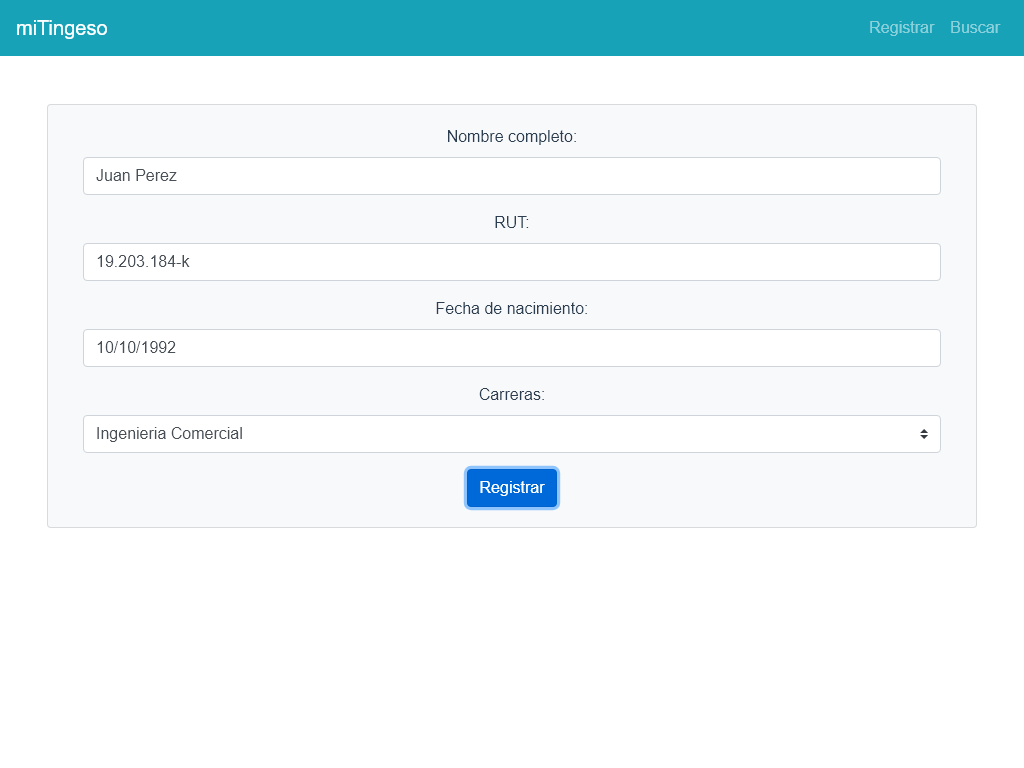 miTingeso Registrar Buscar
Nombre completo:
Juan Perez
RUT:
19.203.184-k
Fecha de nacimiento:
10/10/1992
Carreras:
Ingenieria Comercial
Registrar